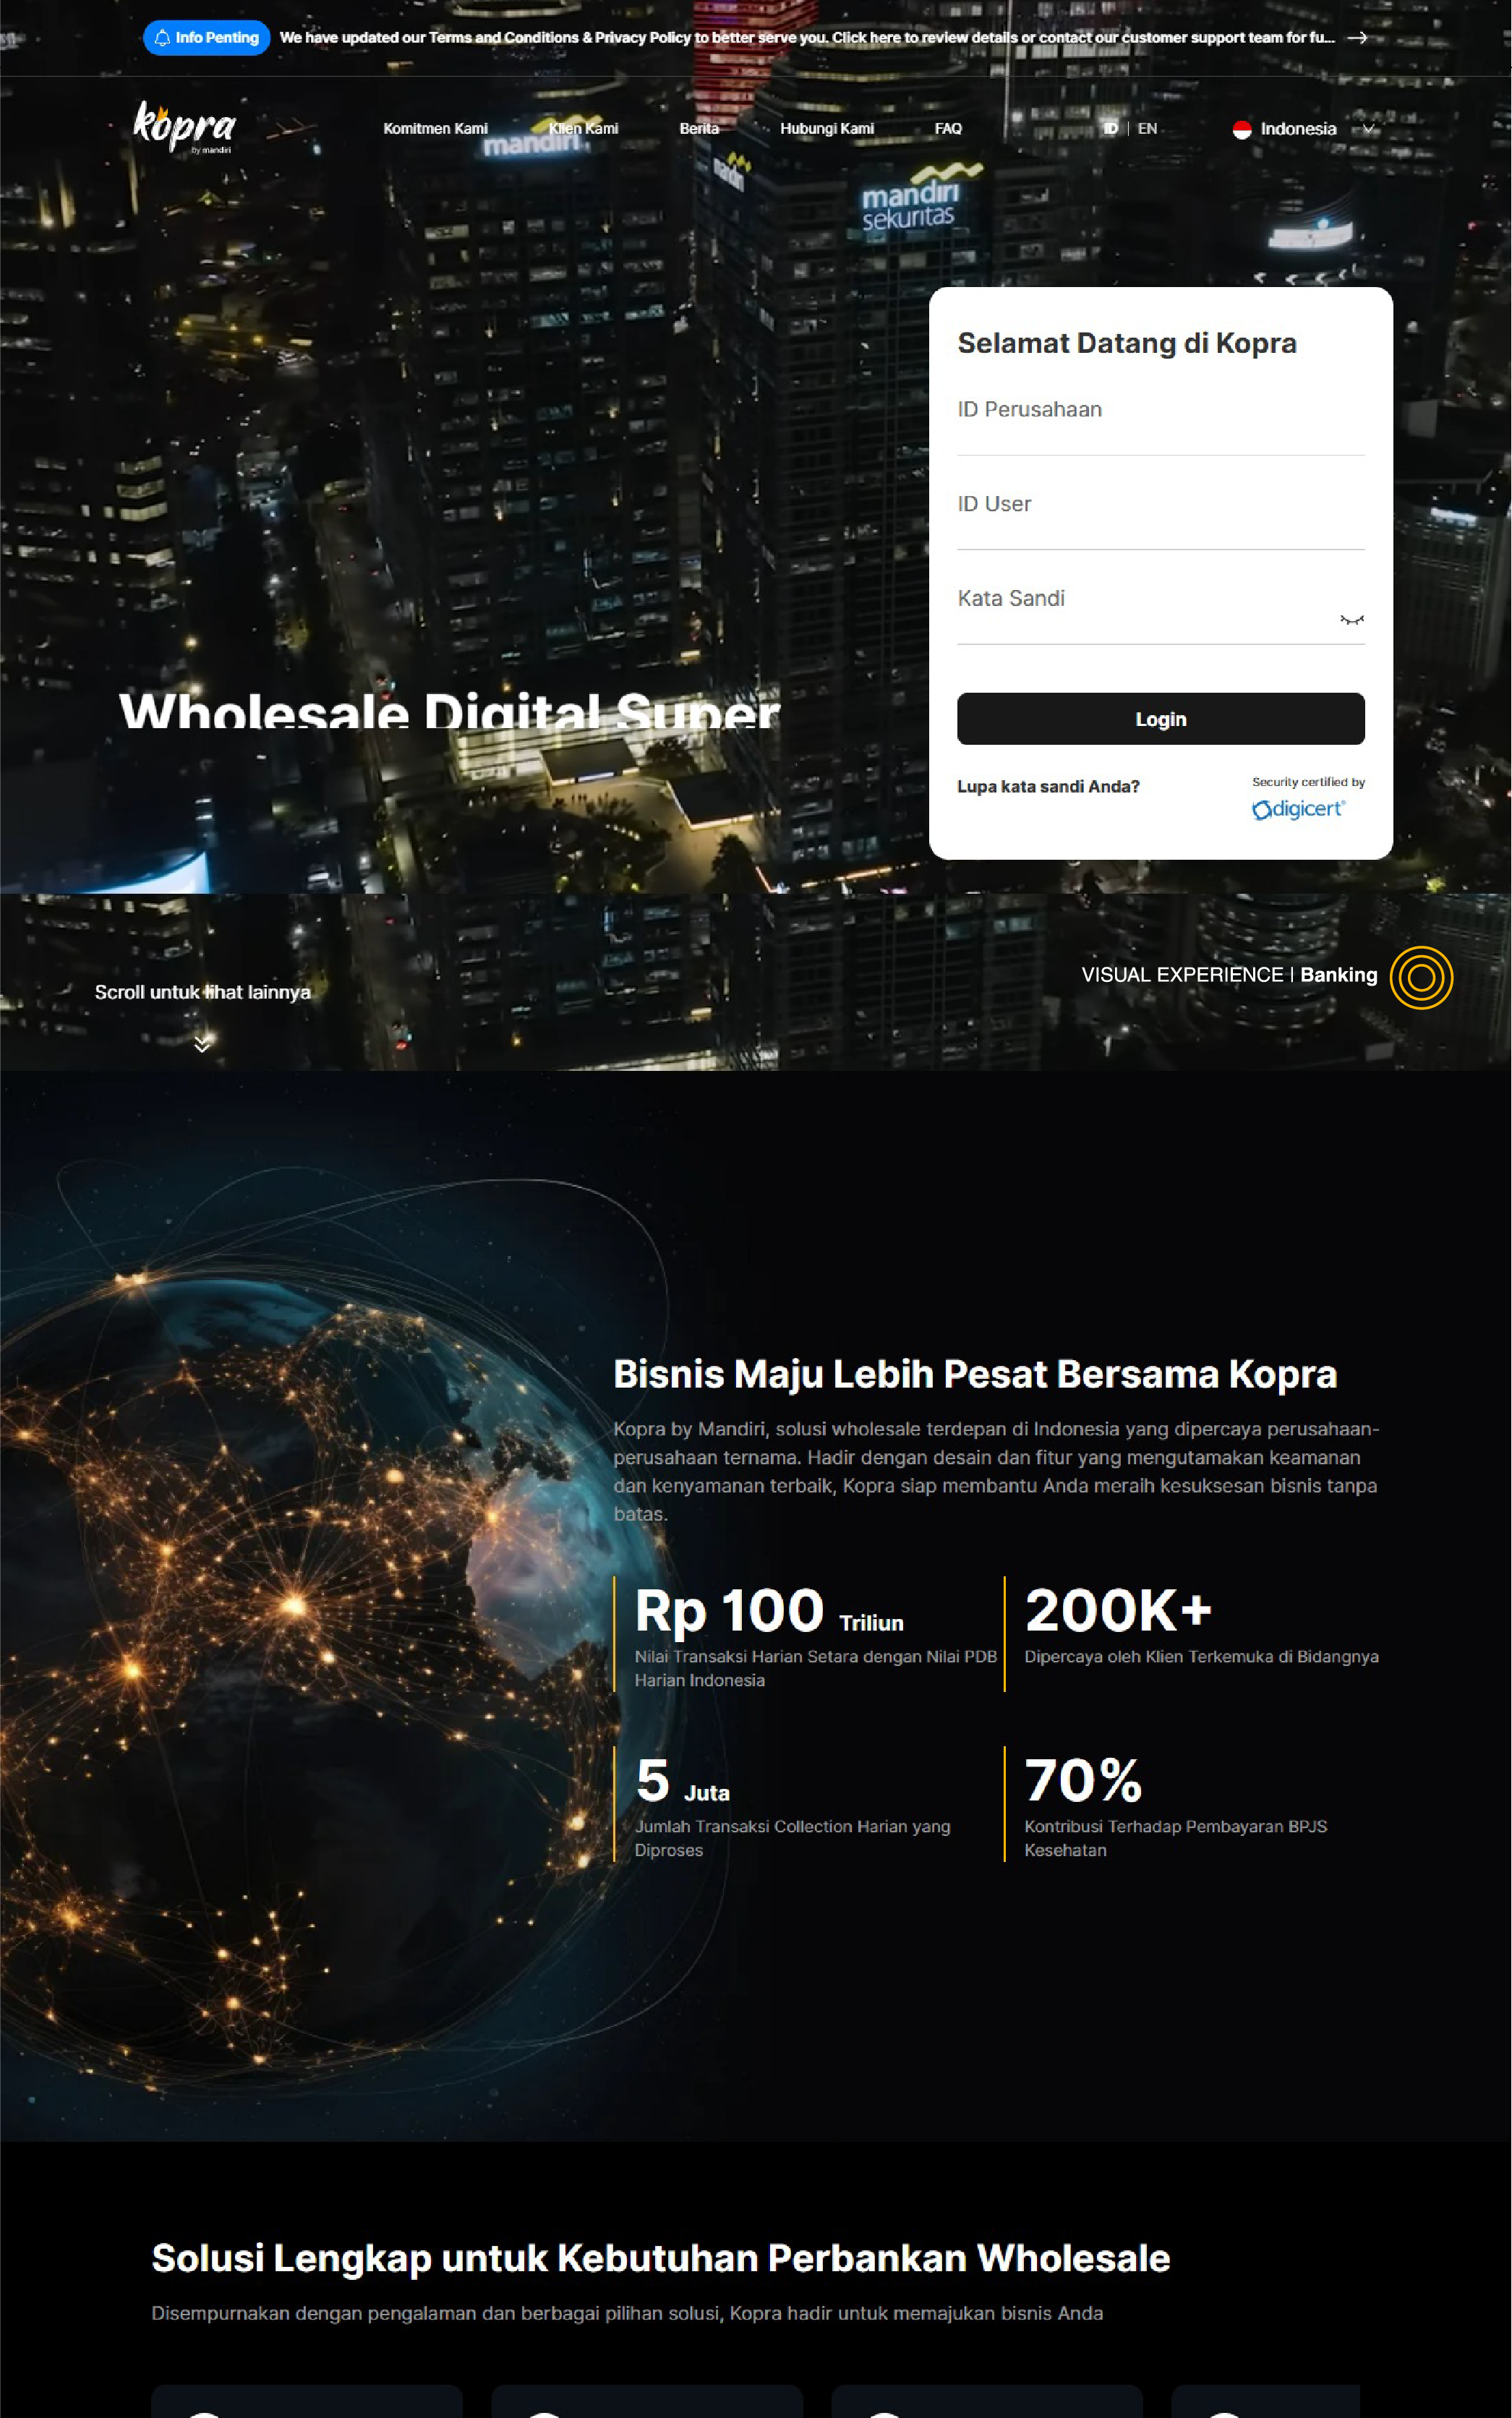 Info Penting We have updated our Terms and Conditions & Privacy Policy to better serve you. Click here to review details or contact our customer support team for fu...
kopra
by mandiri
Komitmen Kami Klien Kami Berita Hubungi Kami FAQ ID | EN Indonesia
mandiri
mandiri
mandiri
sekuritas
Selamat Datang di Kopra
ID Perusahaan
ID User
Kata Sandi
Wholesale Digital Super
Login
Lupa kata sandi Anda?
Security certified by
digicert®
VISUAL EXPERIENCE | Banking
Scroll untuk lihat lainnya
Bisnis Maju Lebih Pesat Bersama Kopra
Kopra by Mandiri, solusi wholesale terdepan di Indonesia yang dipercaya perusahaan-
perusahaan ternama. Hadir dengan desain dan fitur yang mengutamakan keamanan
dan kenyamanan terbaik, Kopra siap membantu Anda meraih kesuksesan bisnis tanpa
batas.
Rp 100 Triliun
Nilai Transaksi Harian Setara dengan Nilai PDB
Harian Indonesia
200K+
Dipercaya oleh Klien Terkemuka di Bidangnya
5 Juta
Jumlah Transaksi Collection Harian yang
Diproses
70%
Kontribusi Terhadap Pembayaran BPJS
Kesehatan
Solusi Lengkap untuk Kebutuhan Perbankan Wholesale
Disempurnakan dengan pengalaman dan berbagai pilihan solusi, Kopra hadir untuk memajukan bisnis Anda